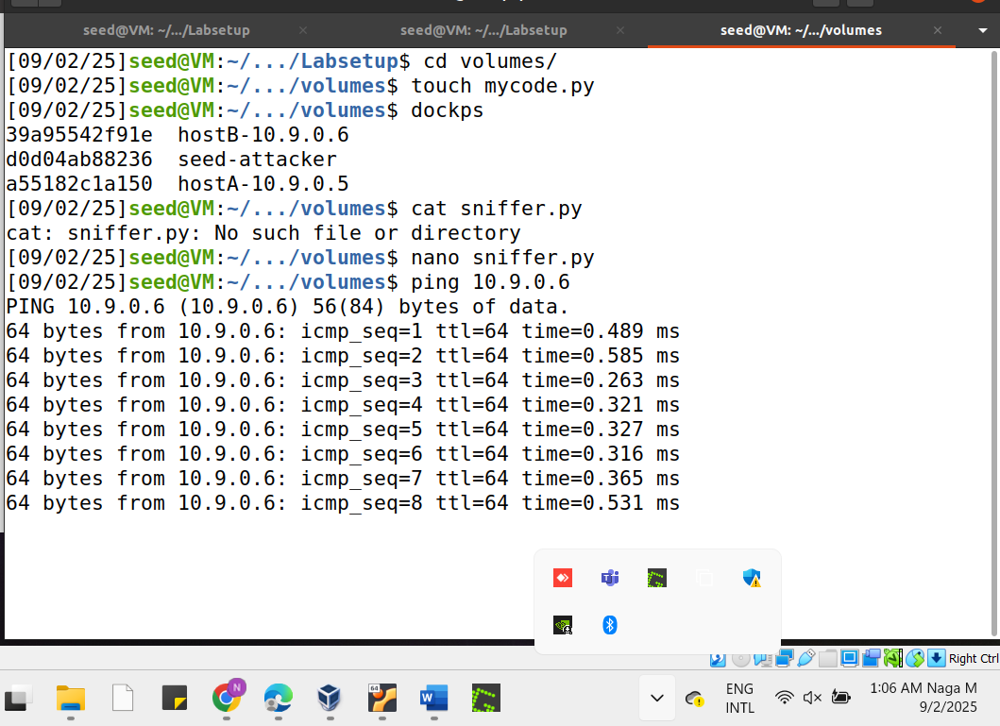 seed@VM: ~/.../Labsetup
seed@VM: ~/.../Labsetup
seed@VM: ~/.../volumes
[09/02/25]seed@VM:~/.../Labsetup$ cd volumes/
[09/02/25]seed@VM:~/.../volumes$ touch mycode.py
[09/02/25]seed@VM:~/.../volumes$ dockps
39a95542f91e  hostB-10.9.0.6
d0d04ab88236  seed-attacker
a55182c1a150  hostA-10.9.0.5
[09/02/25]seed@VM:~/.../volumes$ cat sniffer.py
cat: sniffer.py: No such file or directory
[09/02/25]seed@VM:~/.../volumes$ nano sniffer.py
[09/02/25]seed@VM:~/.../volumes$ ping 10.9.0.6
PING 10.9.0.6 (10.9.0.6) 56(84) bytes of data.
64 bytes from 10.9.0.6: icmp_seq=1 ttl=64 time=0.489 ms
64 bytes from 10.9.0.6: icmp_seq=2 ttl=64 time=0.585 ms
64 bytes from 10.9.0.6: icmp_seq=3 ttl=64 time=0.263 ms
64 bytes from 10.9.0.6: icmp_seq=4 ttl=64 time=0.321 ms
64 bytes from 10.9.0.6: icmp_seq=5 ttl=64 time=0.327 ms
64 bytes from 10.9.0.6: icmp_seq=6 ttl=64 time=0.316 ms
64 bytes from 10.9.0.6: icmp_seq=7 ttl=64 time=0.365 ms
64 bytes from 10.9.0.6: icmp_seq=8 ttl=64 time=0.531 ms
Right Ctrl
N
64
W
ENG
INTL
1:06 AM Naga M
9/2/2025